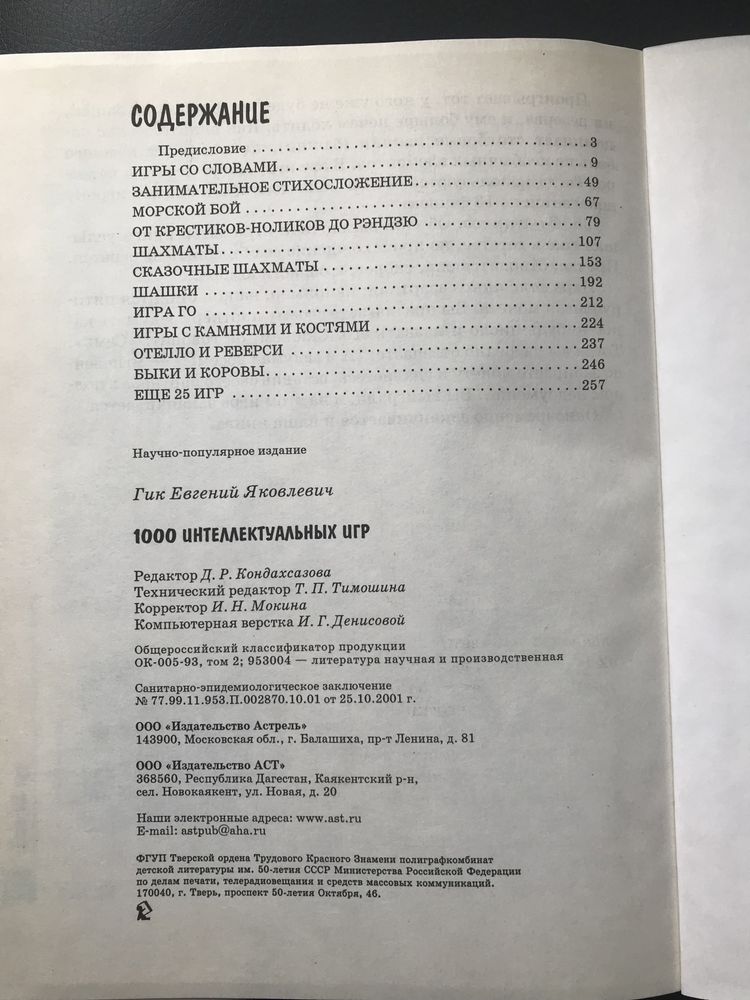 СОДЕРЖАНИЕ
Предисловие . . . . . . . . . . . . . . . . . . . . . . . . . . . . . . . . . . . . . 3
ИГРЫ СО СЛОВАМИ. . . . . . . . . . . . . . . . . . . . . . . . . . . . . . . . . 9
ЗАНИМАТЕЛЬНОЕ СТИХОСЛОЖЕНИЕ. . . . . . . . . . . . . . . . . . . 49
МОРСКОЙ БОЙ . . . . . . . . . . . . . . . . . . . . . . . . . . . . . . . . . . . . 67
ОТ КРЕСТИКОВ-НОЛИКОВ ДО РЭНДЗЮ . . . . . . . . . . . . . . . . . . 79
ШАХМАТЫ. . . . . . . . . . . . . . . . . . . . . . . . . . . . . . . . . . . . . . . 107
СКАЗОЧНЫЕ ШАХМАТЫ . . . . . . . . . . . . . . . . . . . . . . . . . . . . 153
ШАШКИ . . . . . . . . . . . . . . . . . . . . . . . . . . . . . . . . . . . . . . . . 192
ИГРА ГО . . . . . . . . . . . . . . . . . . . . . . . . . . . . . . . . . . . . . . . . 212
ИГРЫ С КАМНЯМИ И КОСТЯМИ . . . . . . . . . . . . . . . . . . . . . . . 224
ОТЕЛЛО И РЕВЕРСИ . . . . . . . . . . . . . . . . . . . . . . . . . . . . . . . 237
БЫКИ И КОРОВЫ. . . . . . . . . . . . . . . . . . . . . . . . . . . . . . . . . . 246
ЕЩЕ 25 ИГР . . . . . . . . . . . . . . . . . . . . . . . . . . . . . . . . . . . . . 257
Научно-популярное издание
Гик Евгений Яковлевич
1000 ИНТЕЛЛЕКТУАЛЬНЫХ ИГР
Редактор Д. Р. Кондахсазова
Технический редактор Т. П. Тимошина
Корректор И. Н. Мокина
Компьютерная верстка И. Г. Денисовой
Общероссийский классификатор продукции
ОК-005-93, том 2; 953004 — литература научная и производственная
Санитарно-эпидемиологическое заключение
№ 77.99.11.953.П.002870.10.01 от 25.10.2001 г.
ООО «Издательство Астрель»
143900, Московская обл., г. Балашиха, пр-т Ленина, д. 81
ООО «Издательство АСТ»
368560, Республика Дагестан, Каякентский р-н,
сел. Новокаякент, ул. Новая, д. 20
Наши электронные адреса: www.ast.ru
E-mail: astpub@aha.ru
ФГУП Тверской ордена Трудового Красного Знамени полиграфкомбинат
детской литературы им. 50-летия СССР Министерства Российской Федерации
по делам печати, телерадиовещания и средств массовых коммуникаций.
170040, г. Тверь, проспект 50-летия Октября, 46.